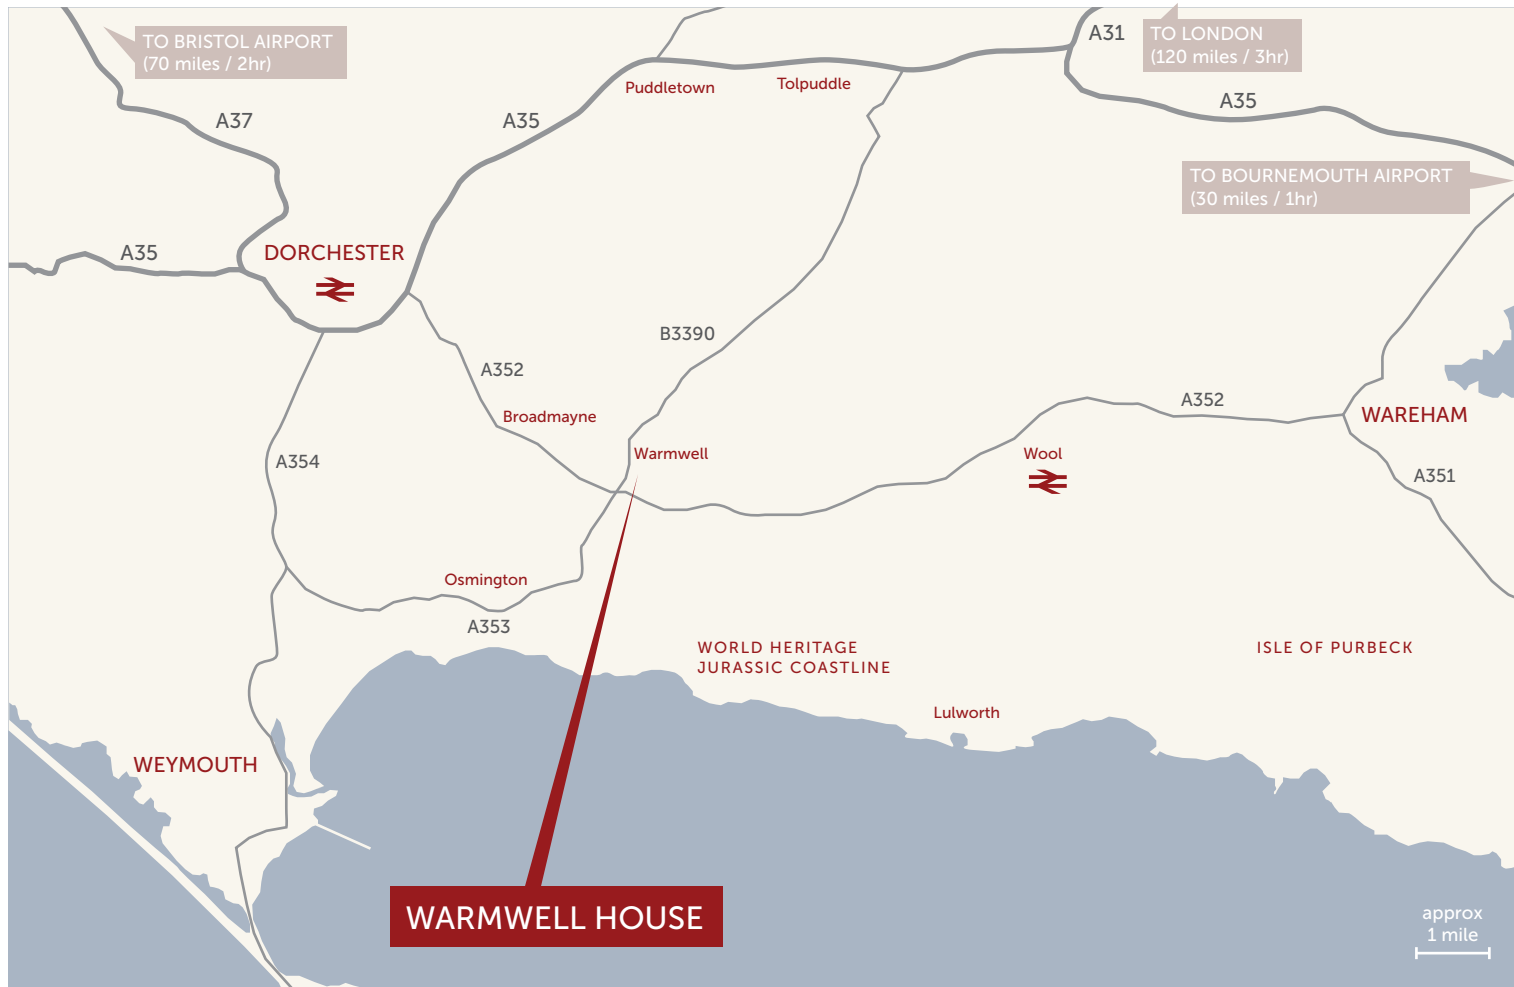 TO BRISTOL AIRPORT
(70 miles / 2hr)
A31
TO LONDON
(120 miles / 3hr)
Puddletown
Tolpuddle
A35
A37
A35
TO BOURNEMOUTH AIRPORT
(30 miles / 1hr)
A35
DORCHESTER
B3390
A352
A352
Broadmayne
WAREHAM
A354
Warmwell
Wool
A351
Osmington
A353
WORLD HERITAGE
JURASSIC COASTLINE
ISLE OF PURBECK
Lulworth
WEYMOUTH
WARMWELL HOUSE
approx
1 mile